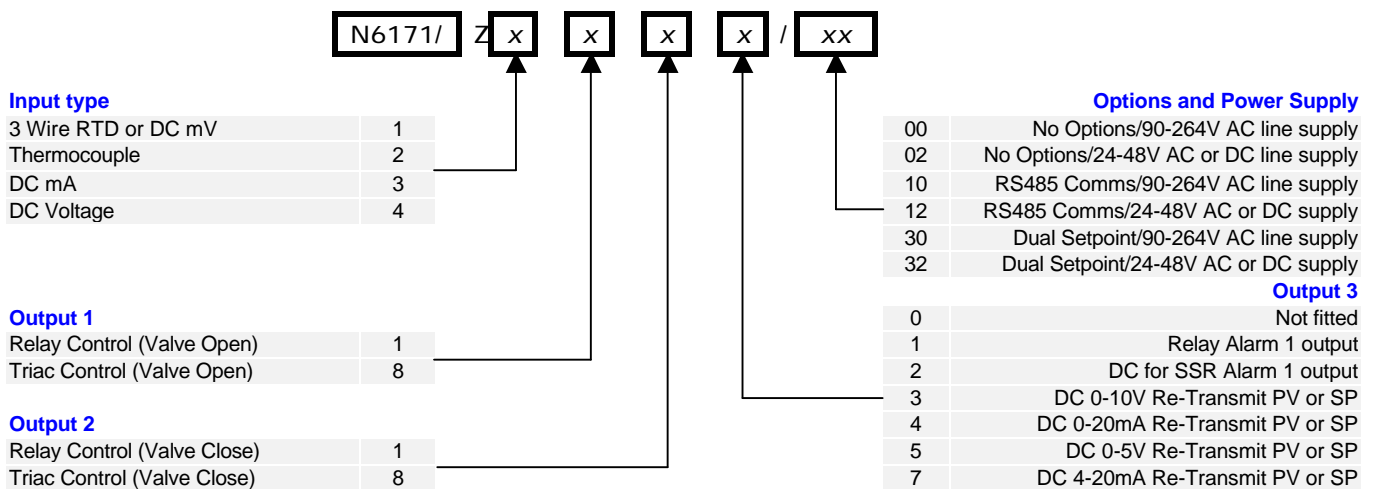 N6171/ Z x x x x / xx
Input type
3 Wire RTD or DC mV 1
Thermocouple 2
DC mA 3
DC Voltage 4
Output 1
Relay Control (Valve Open) 1
Triac Control (Valve Open) 8
Output 2
Relay Control (Valve Close) 1
Triac Control (Valve Close) 8
Options and Power Supply
00 No Options/90-264V AC line supply
02 No Options/24-48V AC or DC line supply
10 RS485 Comms/90-264V AC line supply
12 RS485 Comms/24-48V AC or DC supply
30 Dual Setpoint/90-264V AC line supply
32 Dual Setpoint/24-48V AC or DC supply
Output 3
0 Not fitted
1 Relay Alarm 1 output
2 DC for SSR Alarm 1 output
3 DC 0-10V Re-Transmit PV or SP
4 DC 0-20mA Re-Transmit PV or SP
5 DC 0-5V Re-Transmit PV or SP
7 DC 4-20mA Re-Transmit PV or SP